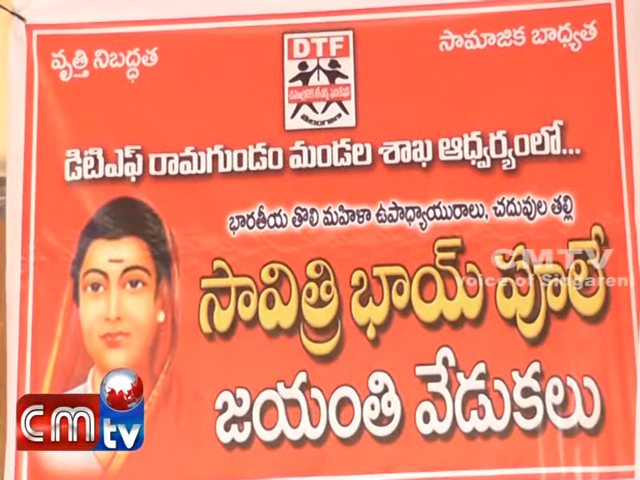 వృత్తి నిబద్ధత
సామాజిక బాధ్యత
DTF
తెలంగాణ
డిటిఎఫ్ రామగుండం మండల శాఖ ఆధ్వర్యంలో...
భారతీయ తొలి మహిళా ఉపాధ్యాయురాలు, చదువుల తల్లి
సావిత్రి భాయ్ పూలే
జయంతి వేడుకలు
CMTV
Voice of Singareni
cm tv